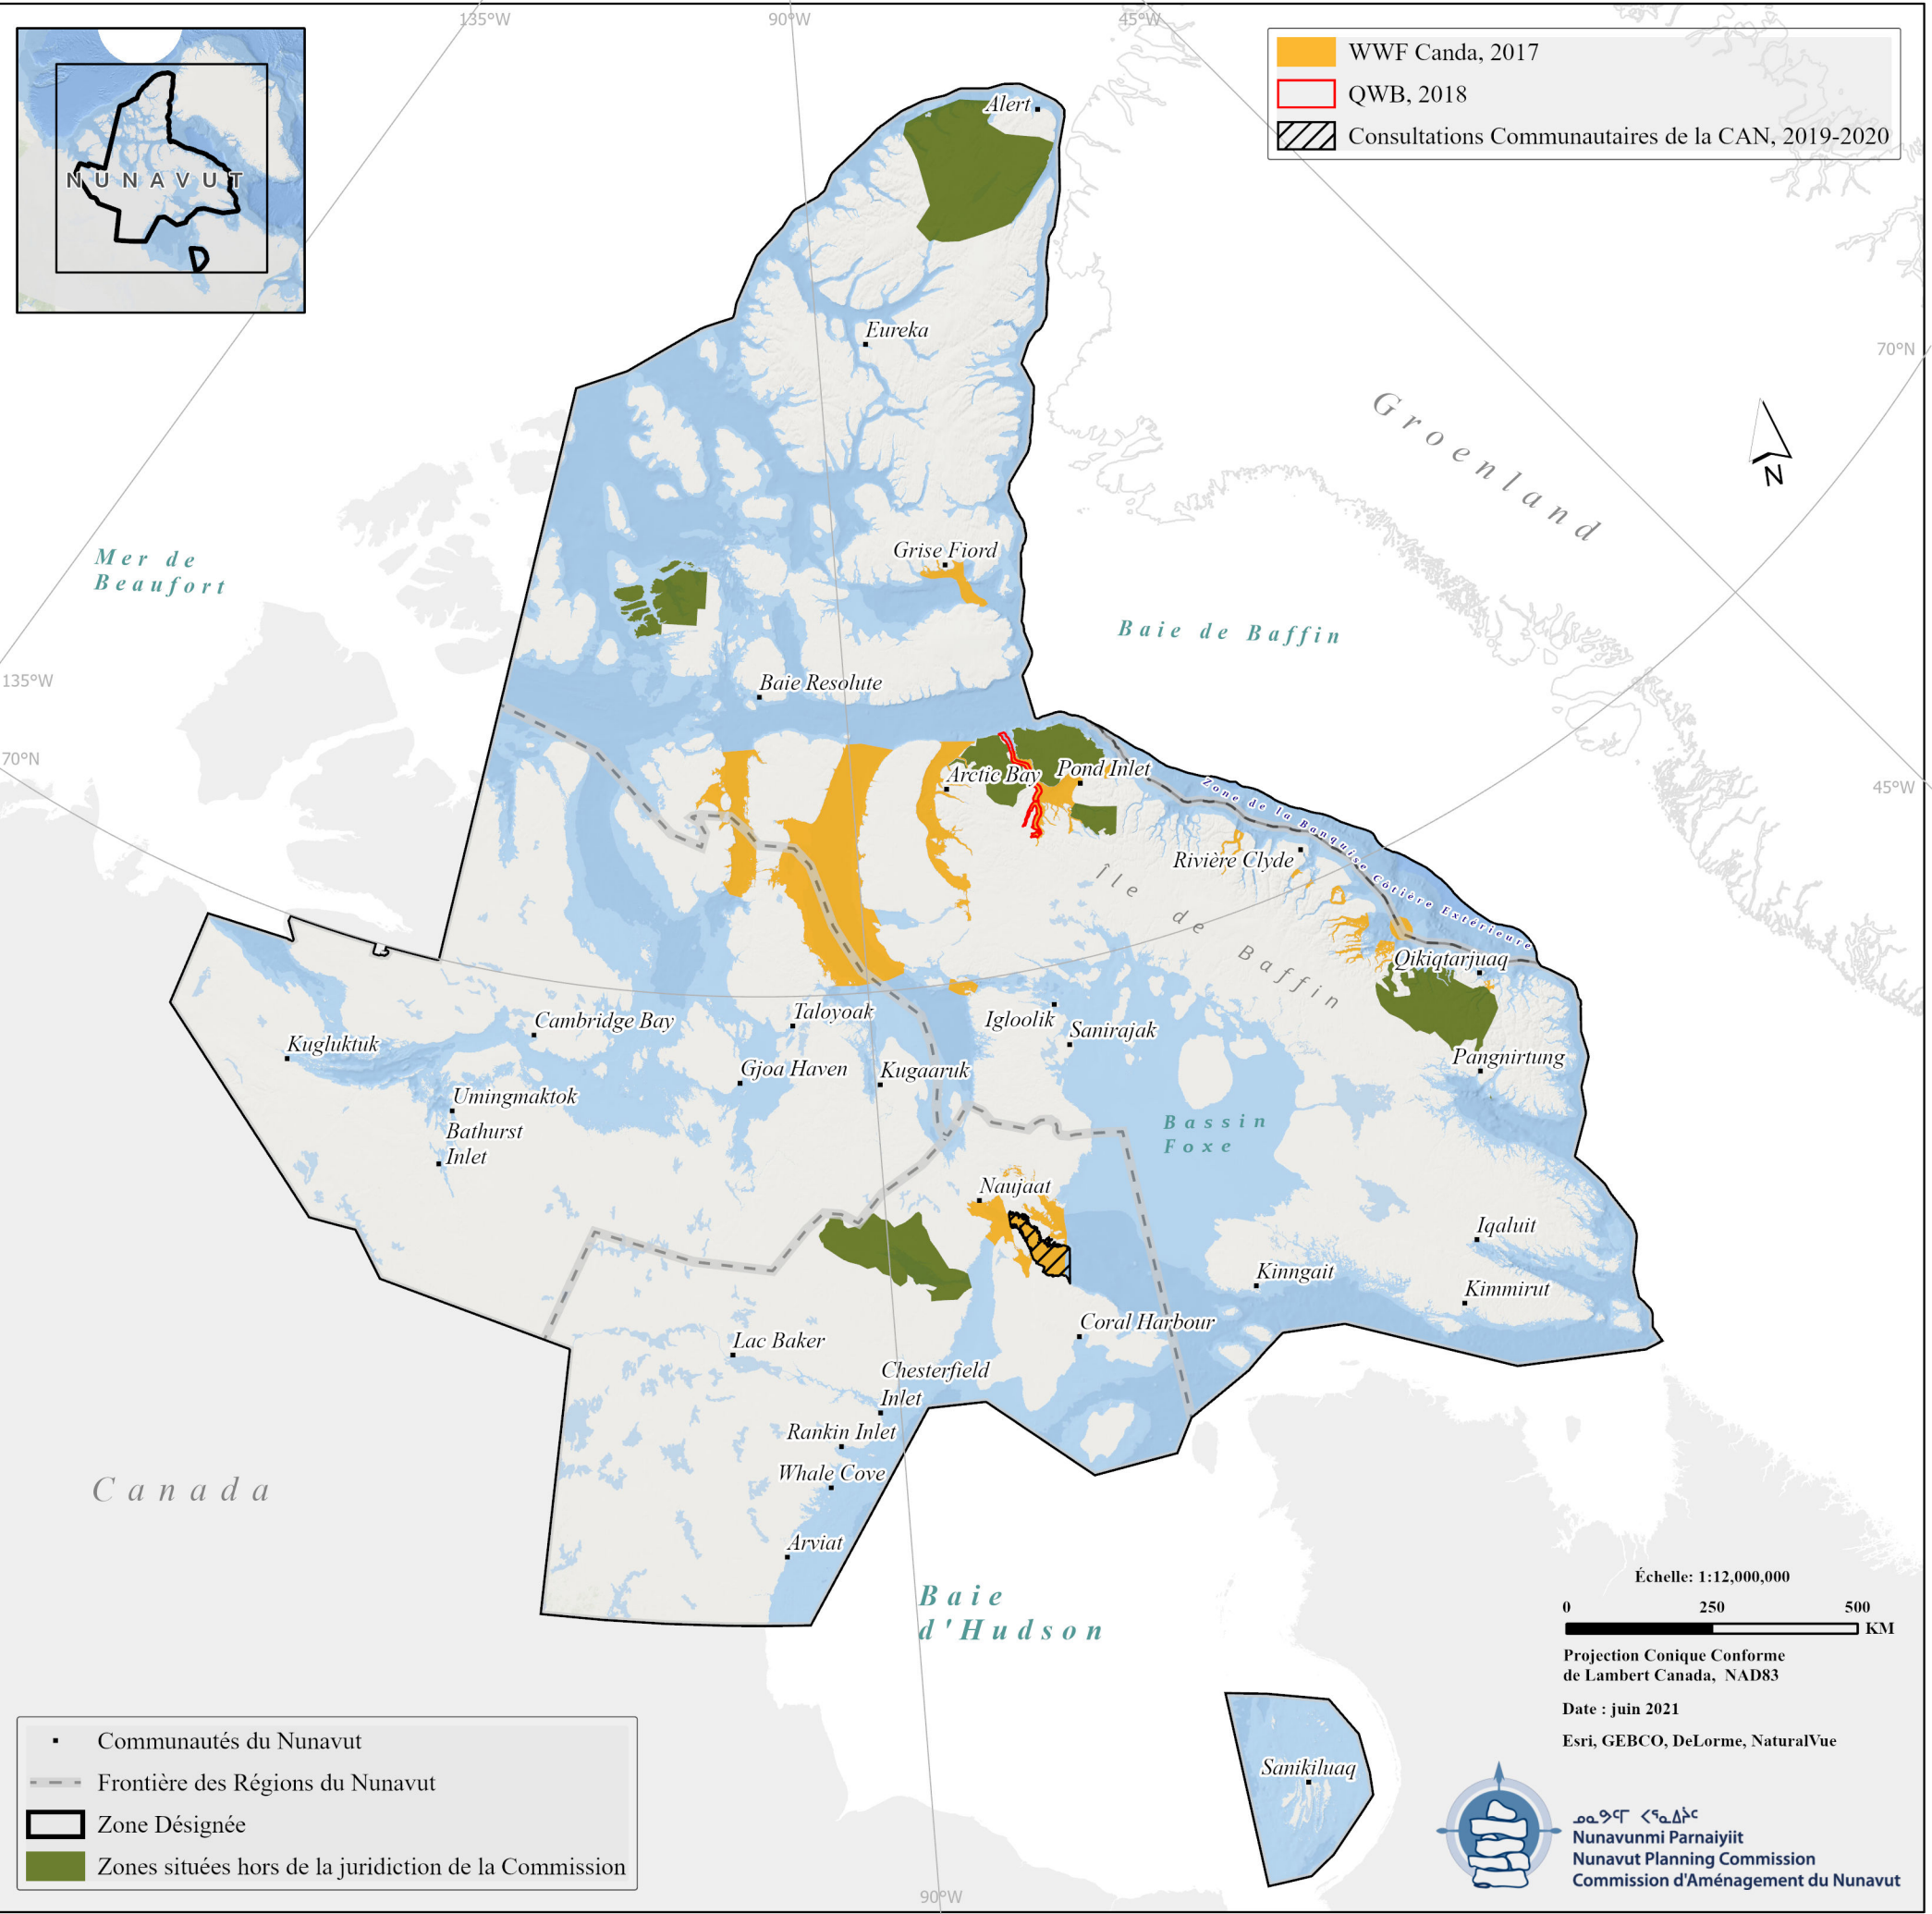 135°W
90°W
45°W
NUNAVUT
WWF Canda, 2017
QWB, 2018
Consultations Communautaires de la CAN, 2019-2020
Alert
Eureka
70°N
Groenland
N
Grise Fiord
Mer de
Beaufort
Baie de Baffin
135°W
Baie Resolute
70°N
Arctic Bay
Pond Inlet
45°W
Zone de la Banquise Côtière Extérieure
Rivière Clyde
Île de Baffin
Qikiqtarjuaq
Taloyoak
Igloolik
Cambridge Bay
Sanirajak
Kugluktuk
Pangnirtung
Gjoa Haven
Kugaaruk
Umingmaktok
Bathurst
Inlet
Bassin
Foxe
Naujaat
Iqaluit
Kinngait
Kimmirut
Coral Harbour
Lac Baker
Chesterfield
Inlet
Rankin Inlet
Whale Cove
Canada
Arviat
Baie
d'Hudson
Échelle: 1:12,000,000
0 250 500
KM
Projection Conique Conforme
de Lambert Canada, NAD83
Date : juin 2021
Esri, GEBCO, DeLorme, NaturalVue
Sanikiluaq
Communautés du Nunavut
Frontière des Régions du Nunavut
Zone Désignée
Zones situées hors de la juridiction de la Commission
90°W
ᓄᓇᕗᒻᒥ ᐸᕐᓇᐃᔩᑦ
Nunavunmi Parnaiyiit
Nunavut Planning Commission
Commission d'Aménagement du Nunavut